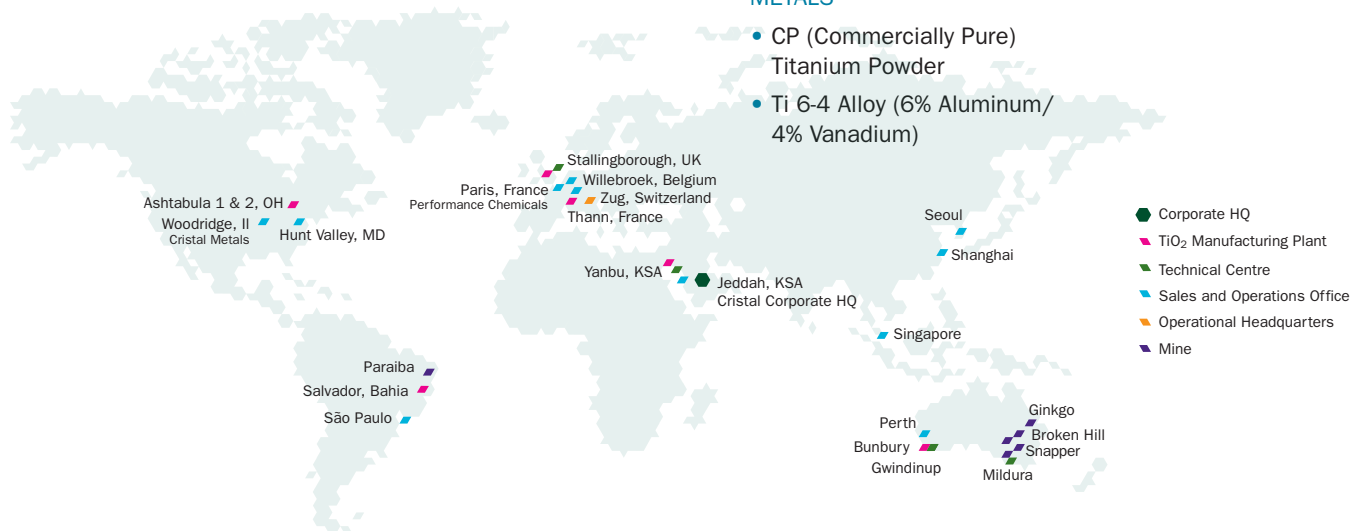 METALS
• CP (Commercially Pure)
Titanium Powder
• Ti 6-4 Alloy (6% Aluminum/
4% Vanadium)
Stallingborough, UK
Willebroek, Belgium
Paris, France
Performance Chemicals
Zug, Switzerland
Thann, France
Ashtabula 1 & 2, OH
Woodridge, Il
Cristal Metals
Hunt Valley, MD
Yanbu, KSA
Jeddah, KSA
Cristal Corporate HQ
Seoul
Shanghai
Singapore
Paraiba
Salvador, Bahia
São Paulo
Perth
Bunbury
Gwindinup
Ginkgo
Broken Hill
Snapper
Mildura
Corporate HQ
TiO₂ Manufacturing Plant
Technical Centre
Sales and Operations Office
Operational Headquarters
Mine